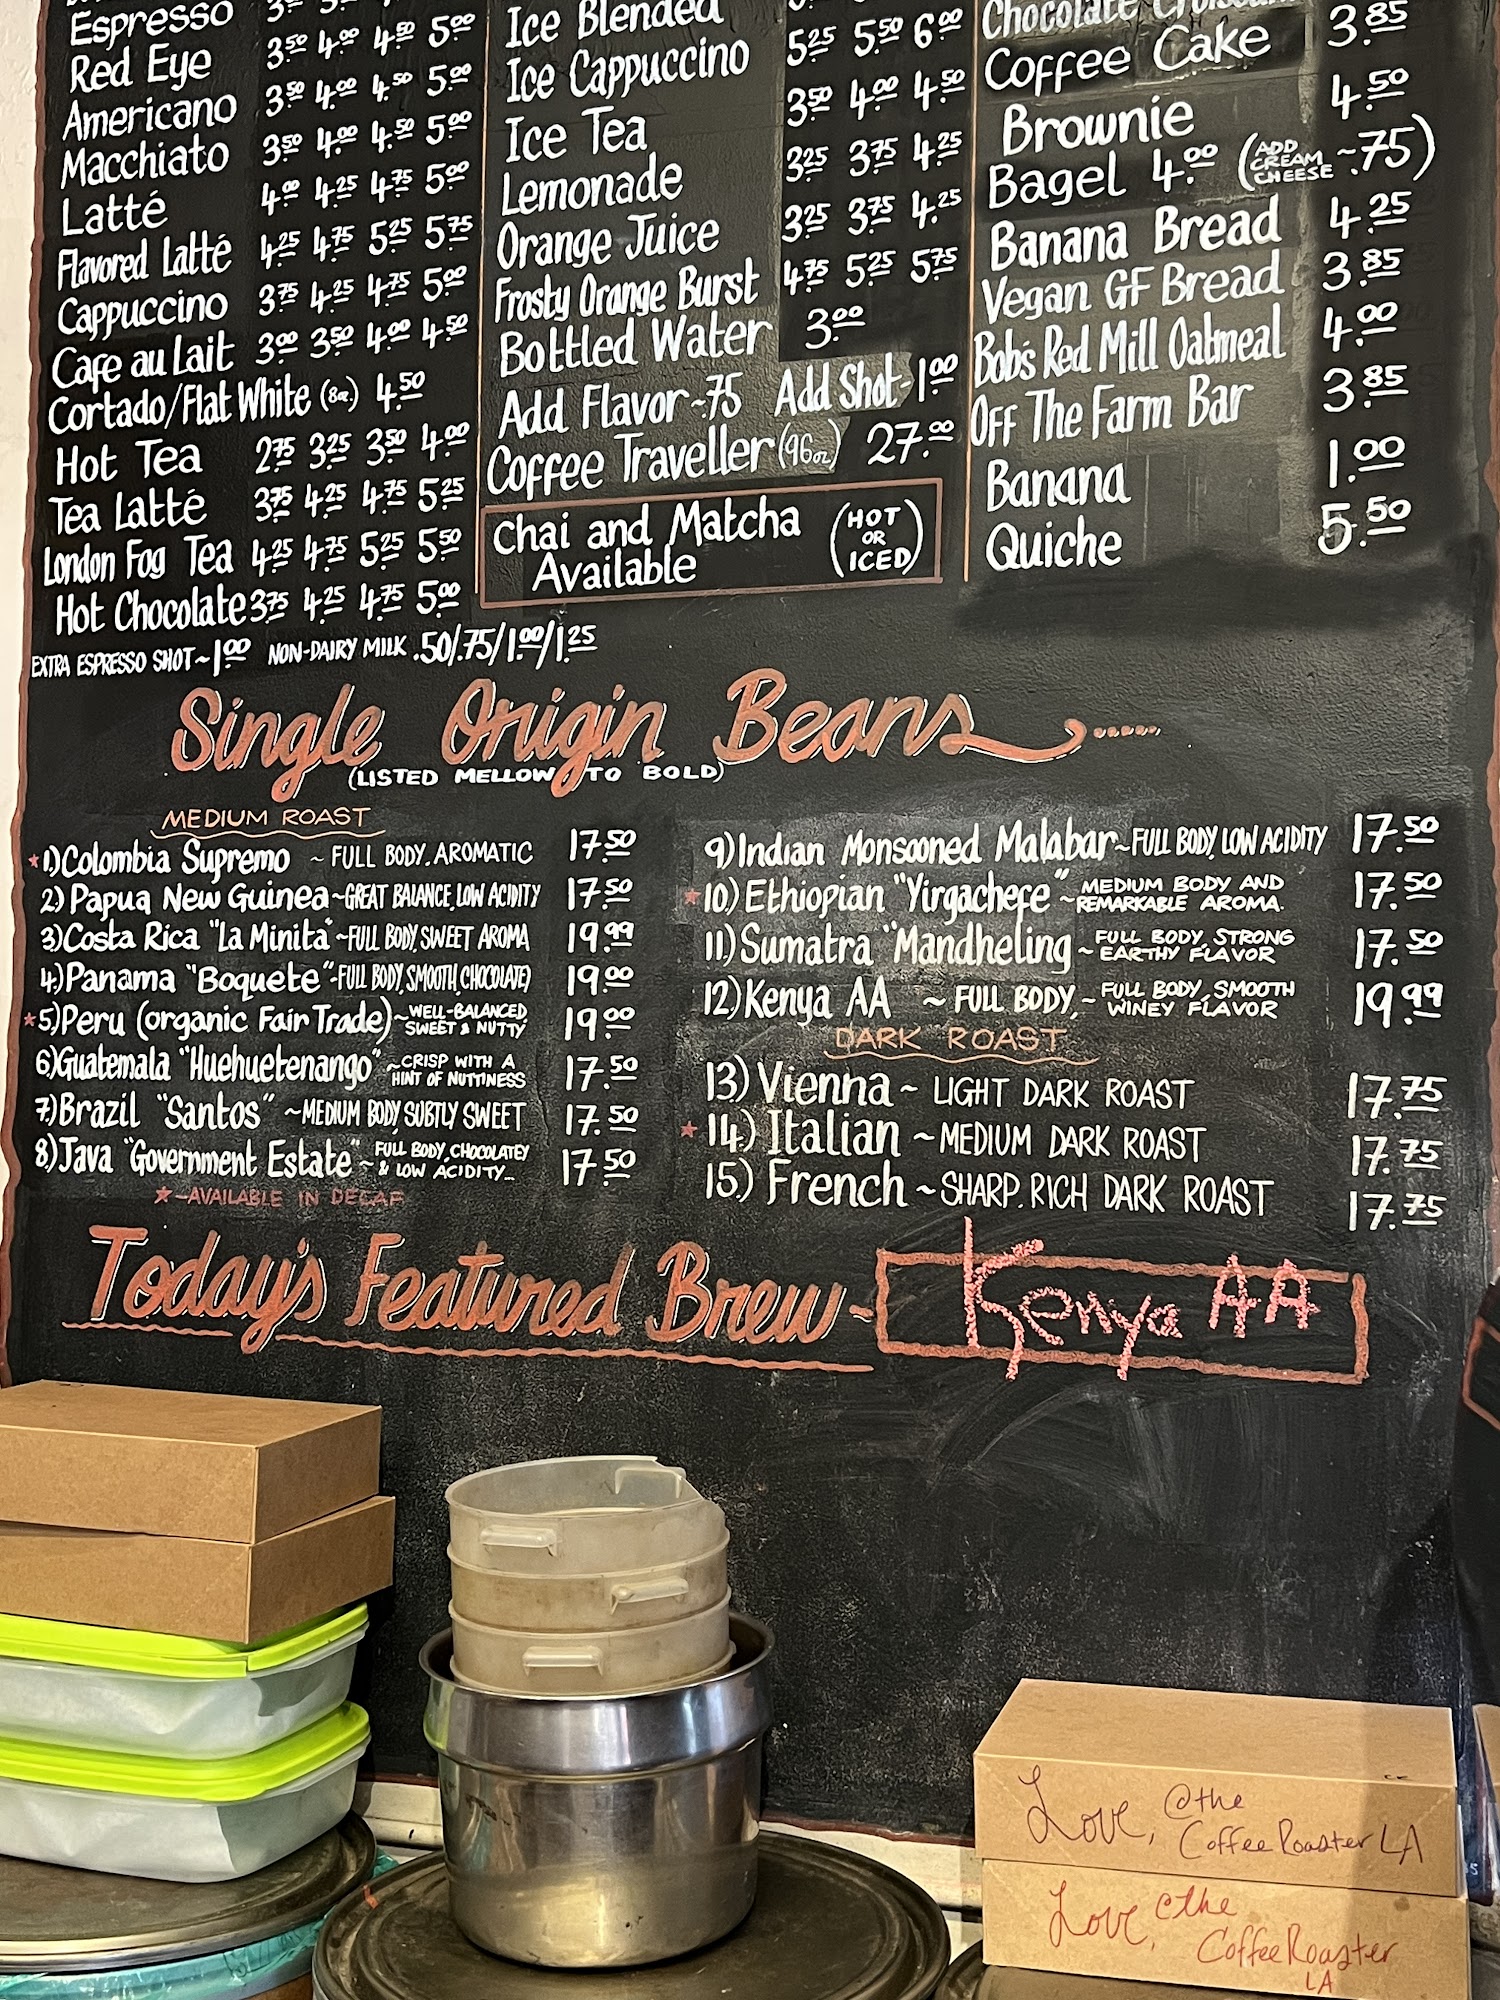 Espresso
Red Eye 3.50 4.00 4.50 5.00
Americano 3.50 4.00 4.50 5.00
Macchiato 3.50 4.00 4.50 5.00
Latté 4.00 4.25 4.75 5.00
Flavored Latté 4.25 4.75 5.25 5.75
Cappuccino 3.75 4.25 4.75 5.00
Cafe au Lait 3.00 3.50 4.00 4.50
Cortado/Flat White (8oz.) 4.50
Hot Tea 2.75 3.25 3.50 4.00
Tea Latté 3.75 4.25 4.75 5.25
London Fog Tea 4.25 4.75 5.25 5.50
Hot Chocolate 3.75 4.25 4.75 5.00
EXTRA ESPRESSO SHOT~1.00 NON-DAIRY MILK .50/.75/1.00/1.25
Ice Blended
Ice Cappuccino 5.25 5.50 6.00
Ice Tea 3.50 4.00 4.50
Lemonade 3.25 3.75 4.25
Orange Juice 3.25 3.75 4.25
Frosty Orange Burst 4.75 5.25 5.75
Bottled Water 3.00
Add Flavor~.75 Add Shot~1.00
Coffee Traveller (96oz) 27.00
Chai and Matcha
Available
(HOT
OR
ICED)
Chocolate
Coffee Cake 3.85
Brownie 4.50
Bagel 4.00 (ADD CREAM CHEESE ~.75)
Banana Bread 4.25
Vegan GF Bread 3.85
Bob's Red Mill Oatmeal 4.00
Off The Farm Bar 3.85
Banana 1.00
Quiche 5.50
Single Origin Beans
(LISTED MELLOW TO BOLD)
MEDIUM ROAST
★1)Colombia Supremo ~ FULL BODY. AROMATIC 17.50
2.) Papua New Guinea~GREAT BALANCE, LOW ACIDITY 17.50
3)Costa Rica "La Minita"~FULL BODY, SWEET AROMA 19.99
4.)Panama "Boquete"~FULL BODY, SMOOTH, CHOCOLATEY 19.00
★5)Peru (organic Fair Trade)~WELL-BALANCED, SWEET & NUTTY 19.00
6)Guatemala "Huehuetenango" ~CRISP WITH A HINT OF NUTTINESS 17.50
7.)Brazil "Santos" ~MEDIUM BODY, SUBTLY SWEET 17.50
8.)Java "Government Estate"~FULL BODY, CHOCOLATEY & LOW ACIDITY... 17.50
★-AVAILABLE IN DECAF
9)Indian Monsooned Malabar~FULL BODY, LOW ACIDITY 17.50
★10.)Ethiopian "Yirgachefe"~MEDIUM BODY AND REMARKABLE AROMA. 17.50
11.)Sumatra "Mandheling ~FULL BODY, STRONG EARTHY FLAVOR 17.50
12)Kenya AA ~ FULL BODY, ~ FULL BODY, SMOOTH WINEY FLAVOR 19.99
DARK ROAST
13) Vienna ~ LIGHT DARK ROAST 17.75
★14.) Italian ~ MEDIUM DARK ROAST 17.75
15.) French ~ SHARP. RICH DARK ROAST 17.75
Today's Featured Brew~ Kenya AA
Love, @the
Coffee Roaster LA
Love, @the
Coffee Roaster
LA